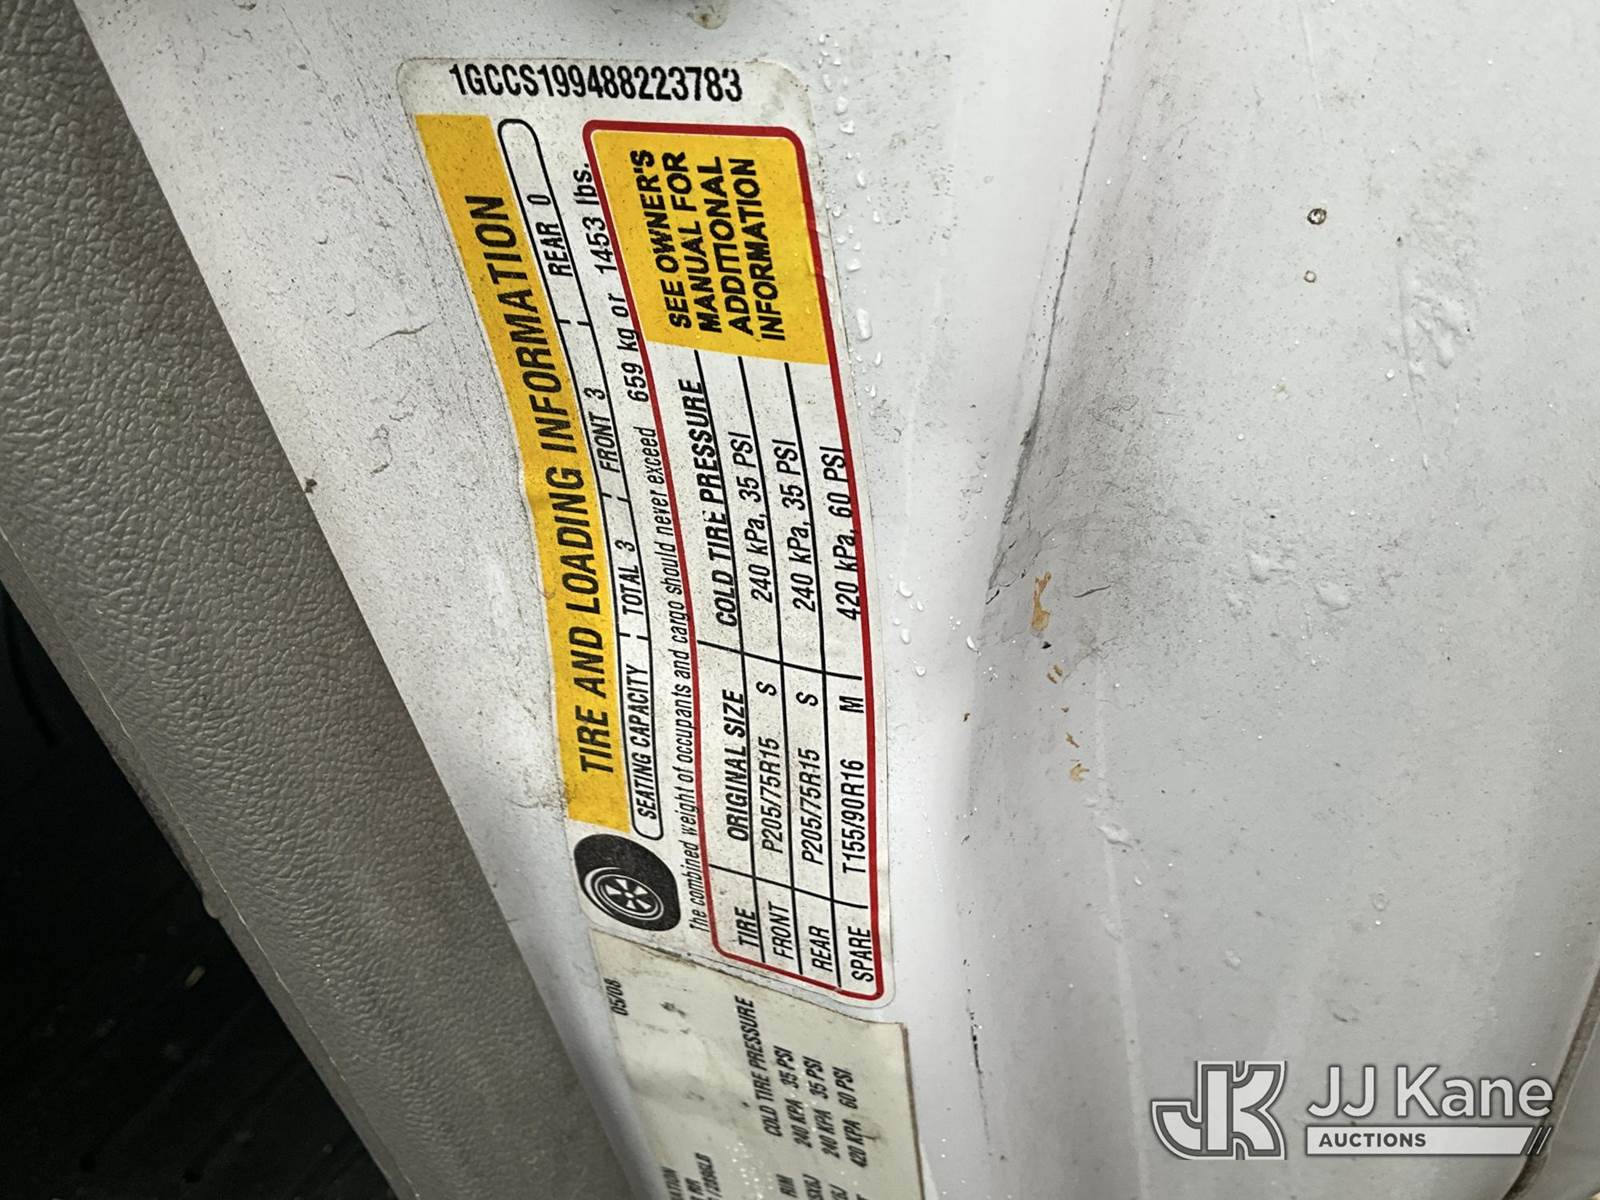 1GCCS199488223783
TIRE AND LOADING INFORMATION
SEATING CAPACITY TOTAL 3 FRONT 3 REAR 0
The combined weight of occupants and cargo should never exceed 659 kg or 1453 lbs.
TIRE ORIGINAL SIZE COLD TIRE PRESSURE
FRONT P205/75R15 S 240 kPa, 35 PSI
REAR P205/75R15 S 240 kPa, 35 PSI
SPARE T155/90R16 M 420 kPa, 60 PSI
SEE OWNER'S
MANUAL FOR
ADDITIONAL
INFORMATION
05/08
RIM COLD TIRE PRESSURE
240 KPA 35 PSI
240 KPA 35 PSI
420 KPA 60 PSI
JK JJ Kane
AUCTIONS